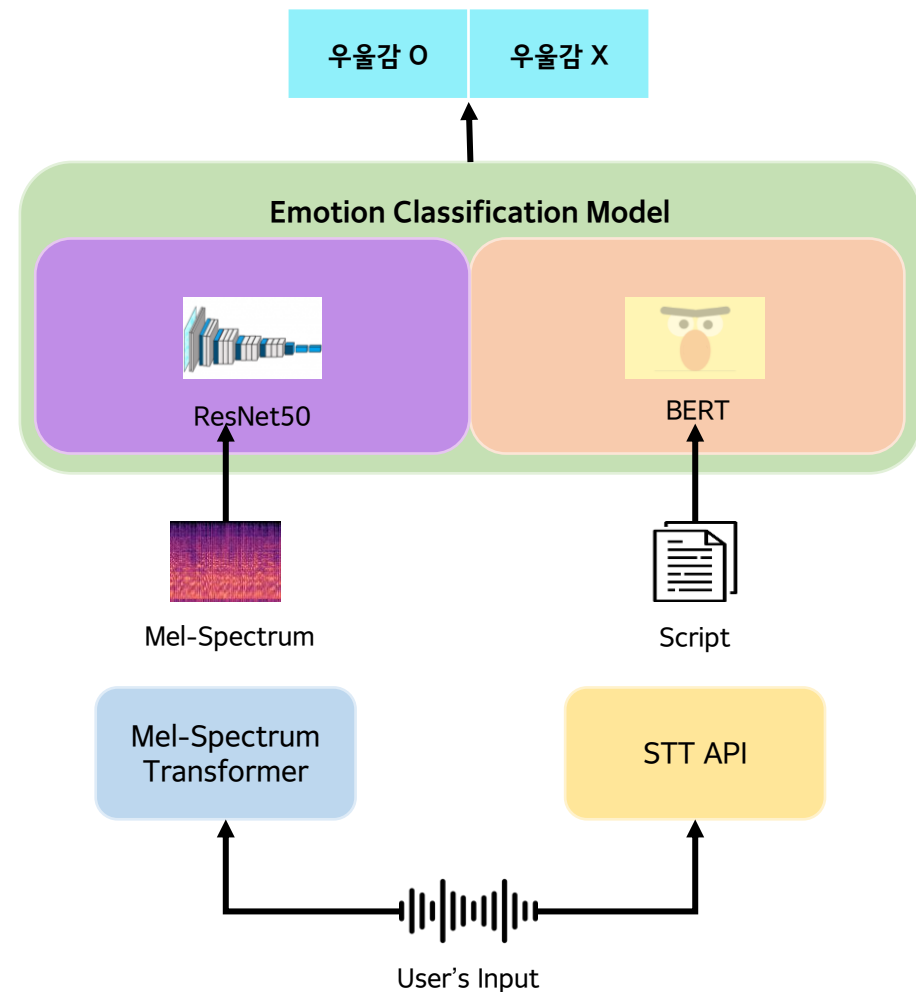 우울감 O
우울감 X
Emotion Classification Model
ResNet50
BERT
Mel-Spectrum
Script
Mel-Spectrum
Transformer
STT API
User's Input